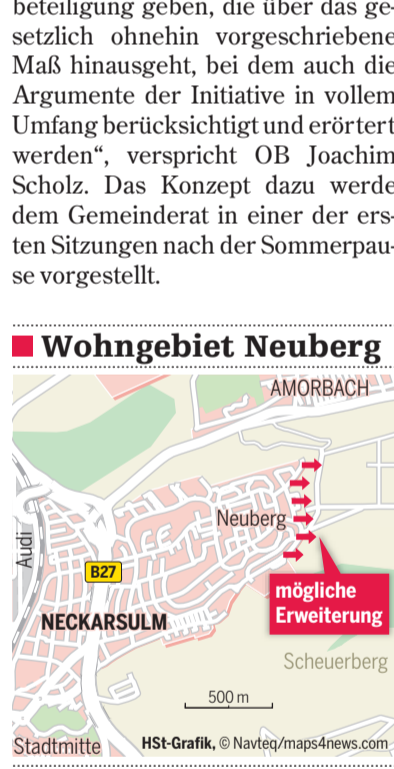 beteiligung geben, die über das ge-
setzlich ohnehin vorgeschriebene
Maß hinausgeht, bei dem auch die
Argumente der Initiative in vollem
Umfang berücksichtigt und erörtert
werden“, verspricht OB Joachim
Scholz. Das Konzept dazu werde
dem Gemeinderat in einer der ers-
ten Sitzungen nach der Sommerpau-
se vorgestellt.
Wohngebiet Neuberg
AMORBACH
Neuberg
Audi
B27
mögliche
Erweiterung
NECKARSULM
Scheuerberg
500 m
Stadtmitte
HSt-Grafik, © Navteq/maps4news.com